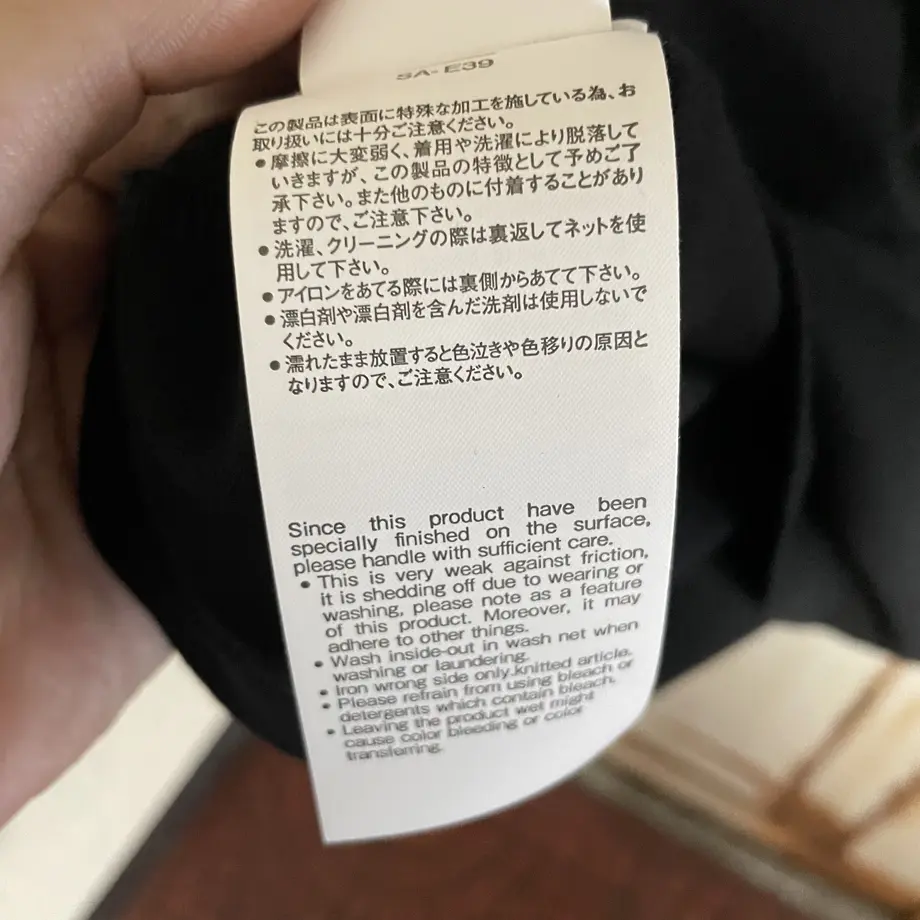 SA-E39
この製品は表面に特殊な加工を施している為、お
取り扱いには十分ご注意ください。
●摩擦に大変弱く、着用や洗濯により脱落して
いきますが、この製品の特徴として予めご了
承下さい。また他のものに付着することがあり
ますので、ご注意下さい。
●洗濯、クリーニングの際は裏返してネットを使
用して下さい。
●アイロンをあてる際には裏側からあてて下さい。
●漂白剤や漂白剤を含んだ洗剤は使用しないで
ください。
●濡れたまま放置すると色泣きや色移りの原因と
なりますので、ご注意ください。
Since this product have been
specially finished on the surface,
please handle with sufficient care.
●This is very weak against friction,
it is shedding off due to wearing or
washing, please note as a feature
of this product. Moreover, it may
adhere to other things.
●Wash inside-out in wash net when
washing or laundering.
●Iron wrong side only.knitted article.
●Please refrain from using bleach or
detergents which contain bleach.
●Leaving the product wet might
cause color bleeding or color
transferring.